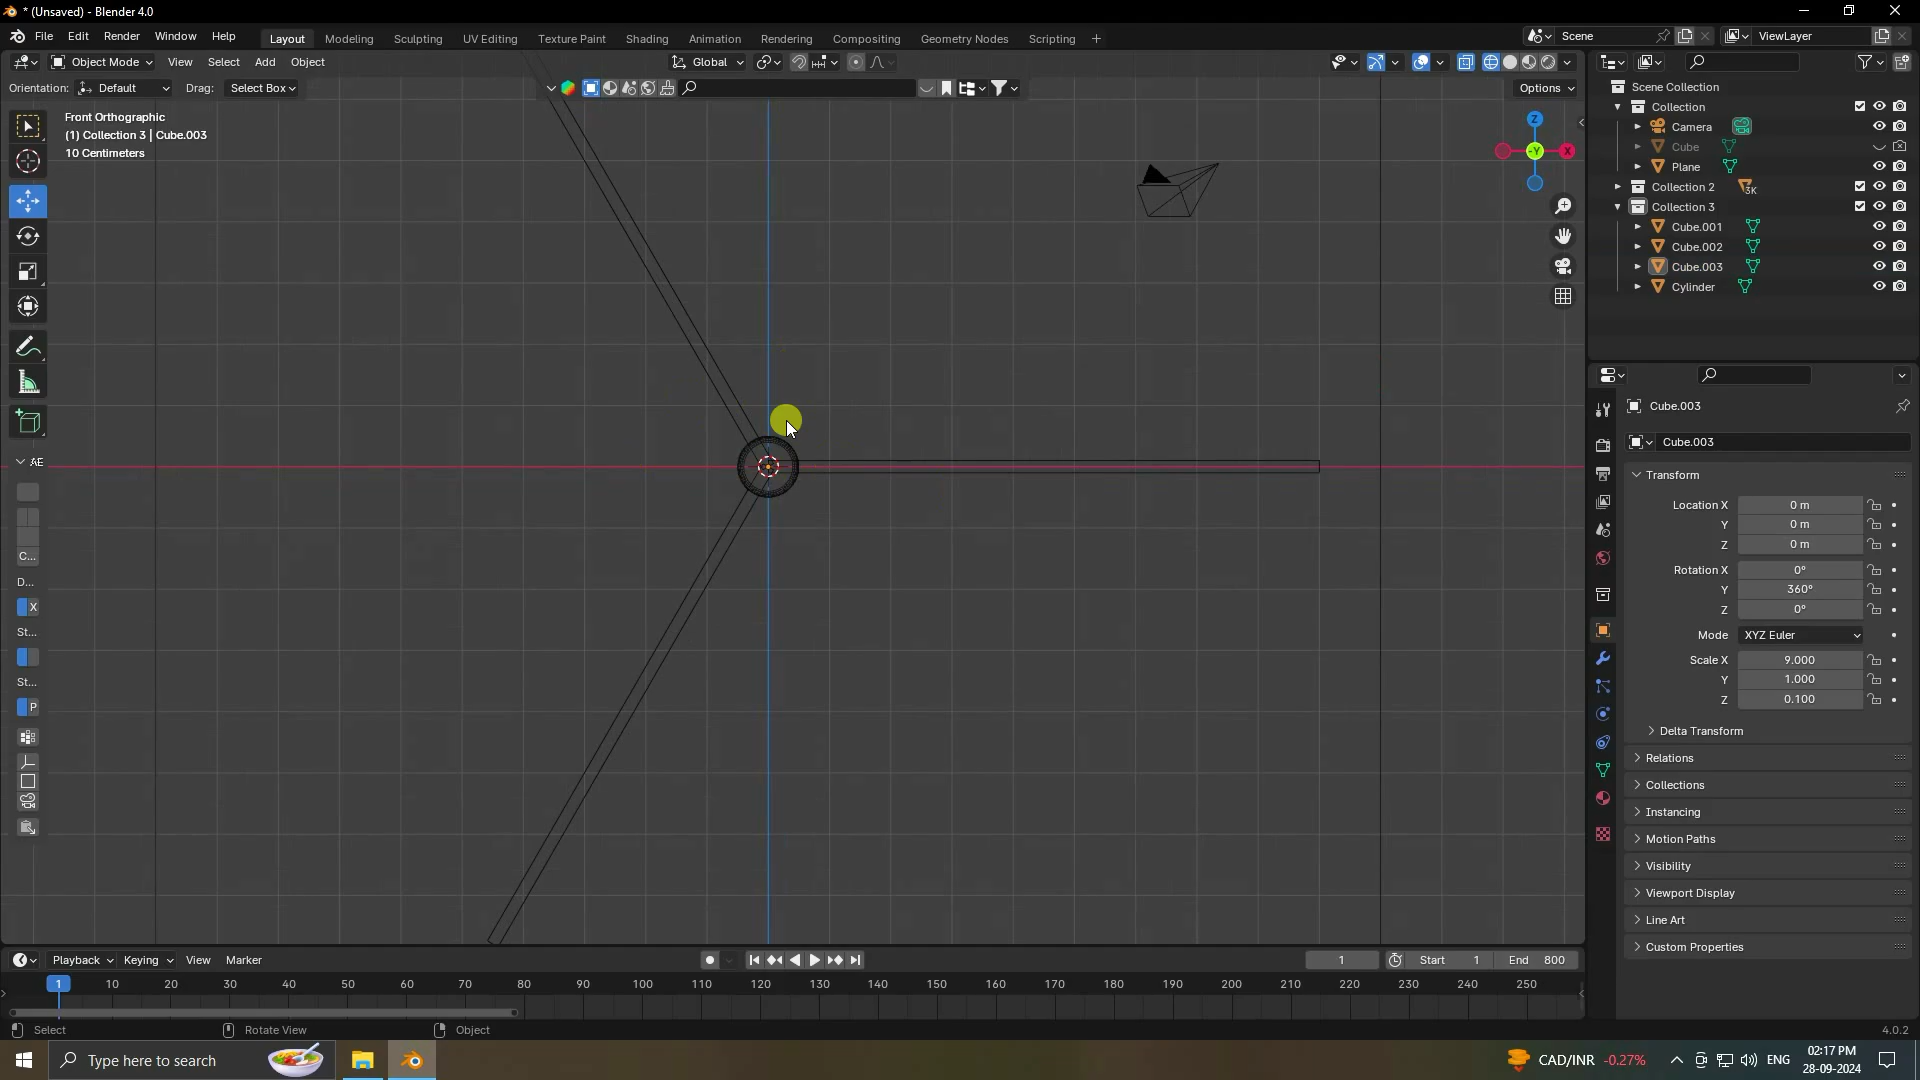 * (Unsaved) - Blender 4.0
File Edit Render Window Help
Layout Modeling Sculpting UV Editing Texture Paint Shading Animation Rendering Compositing Geometry Nodes Scripting +
Scene
ViewLayer
Object Mode View Select Add Object
Global
Orientation: Default Drag: Select Box
Options
Front Orthographic
(1) Collection 3 | Cube.003
10 Centimeters
Z
-Y
X
Scene Collection
Collection
Camera
Cube
Plane
Collection 2 3K
Collection 3
Cube.001
Cube.002
Cube.003
Cylinder
AE
C...
D...
X
St...
St...
P
Cube.003
Cube.003
Transform
Location X 0 m
Y 0 m
Z 0 m
Rotation X 0°
Y 360°
Z 0°
Mode XYZ Euler
Scale X 9.000
Y 1.000
Z 0.100
Delta Transform
Relations
Collections
Instancing
Motion Paths
Visibility
Viewport Display
Line Art
Custom Properties
Playback Keying View Marker
1 Start 1 End 800
1 10 20 30 40 50 60 70 80 90 100 110 120 130 140 150 160 170 180 190 200 210 220 230 240 250
Select Rotate View Object
4.0.2
Type here to search
CAD/INR -0.27%
ENG
02:17 PM
28-09-2024